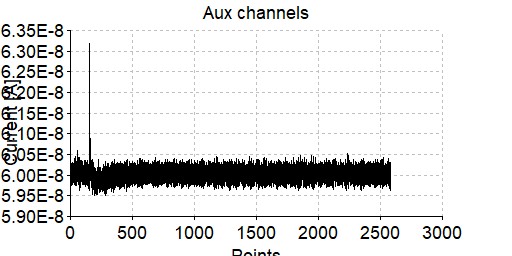 Aux channels
6.35E-8
6.30E-8
6.25E-8
6.20E-8
6.15E-8
6.10E-8
6.05E-8
6.00E-8
5.95E-8
5.90E-8
Current [A]
0 500 1000 1500 2000 2500 3000
Points